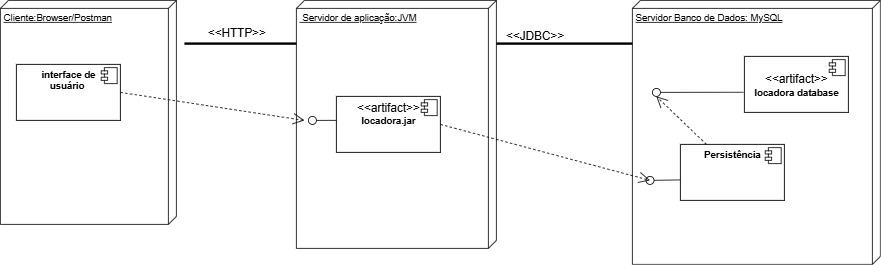 Cliente:Browser/Postman
<<HTTP>>
Servidor de aplicação:JVM
<<JDBC>>
Servidor Banco de Dados: MySQL
interface de
usuário
<<artifact>>
locadora.jar
<<artifact>>
locadora database
Persistência